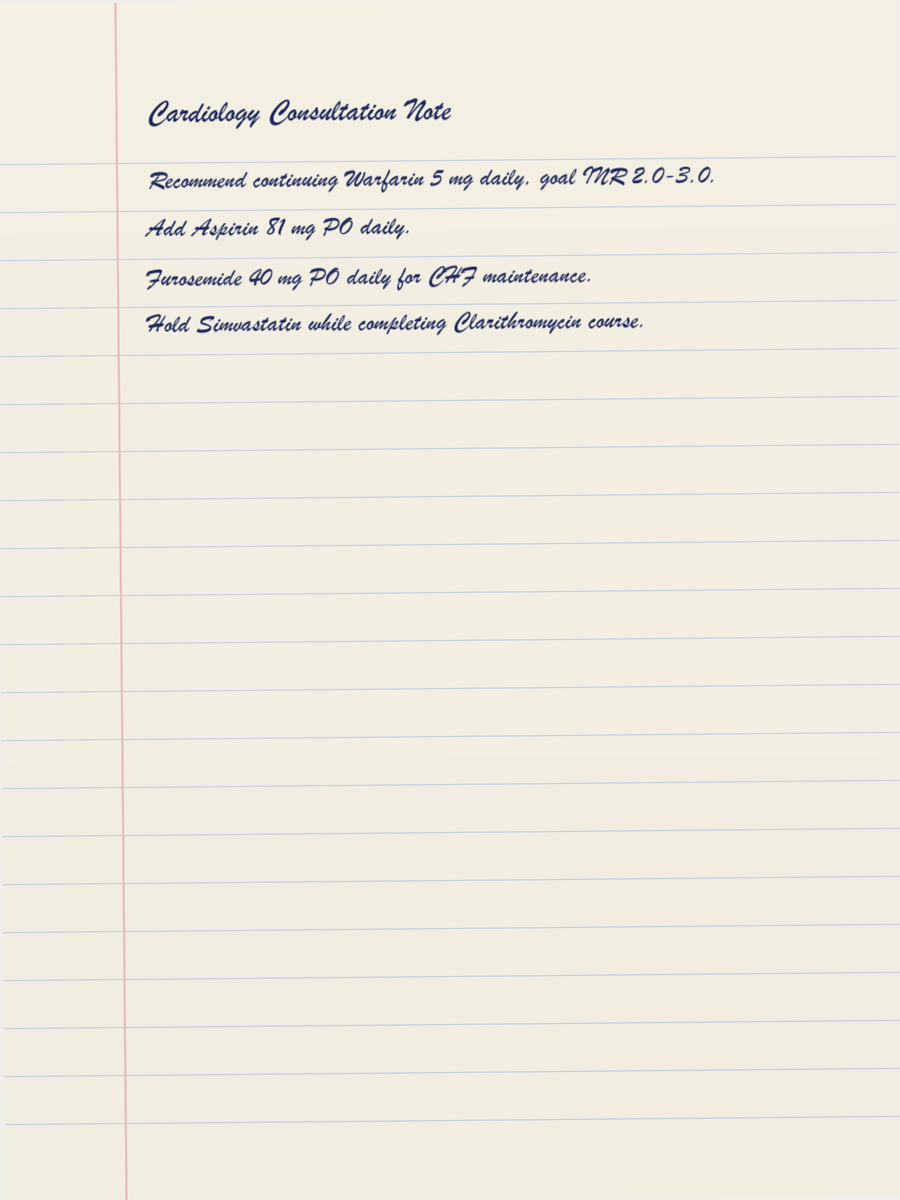 Cardiology Consultation Note
Recommend continuing Warfarin 5 mg daily, goal INR 2.0-3.0.
Add Aspirin 81 mg PO daily.
Furosemide 40 mg PO daily for CHF maintenance.
Hold Simvastatin while completing Clarithromycin course.